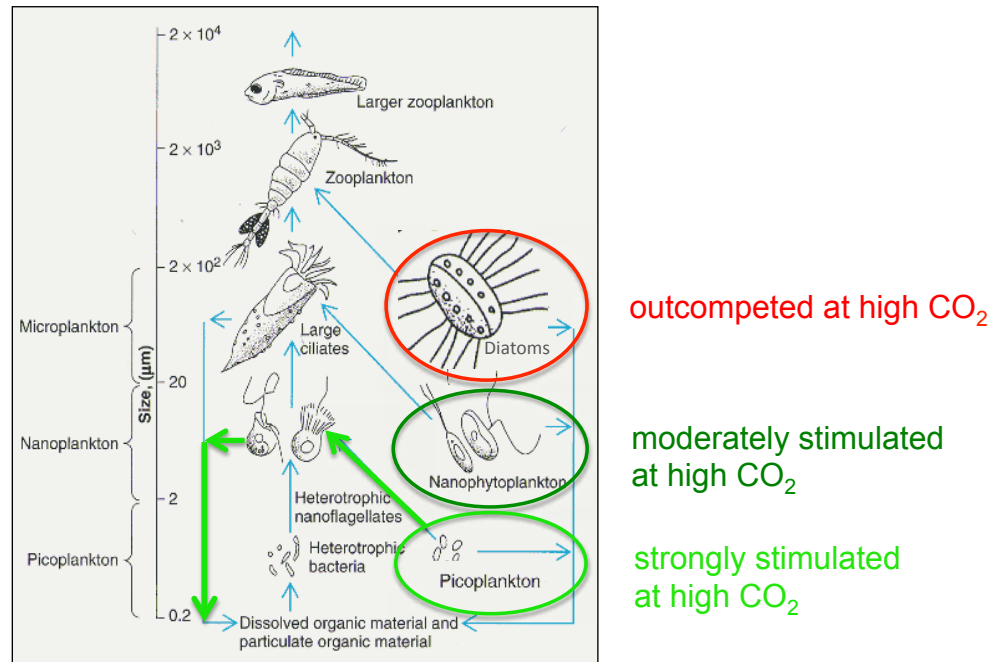 2 × 10⁴
Larger zooplankton
2 × 10³
Zooplankton
2 × 10²
Microplankton
Large
ciliates
Diatoms
outcompeted at high CO₂
Size, (μm)
20
Nanoplankton
Nanophytoplankton
moderately stimulated
at high CO₂
2
Heterotrophic
nanoflagellates
Picoplankton
Heterotrophic
bacteria
Picoplankton
strongly stimulated
at high CO₂
0.2
Dissolved organic material and
particulate organic material